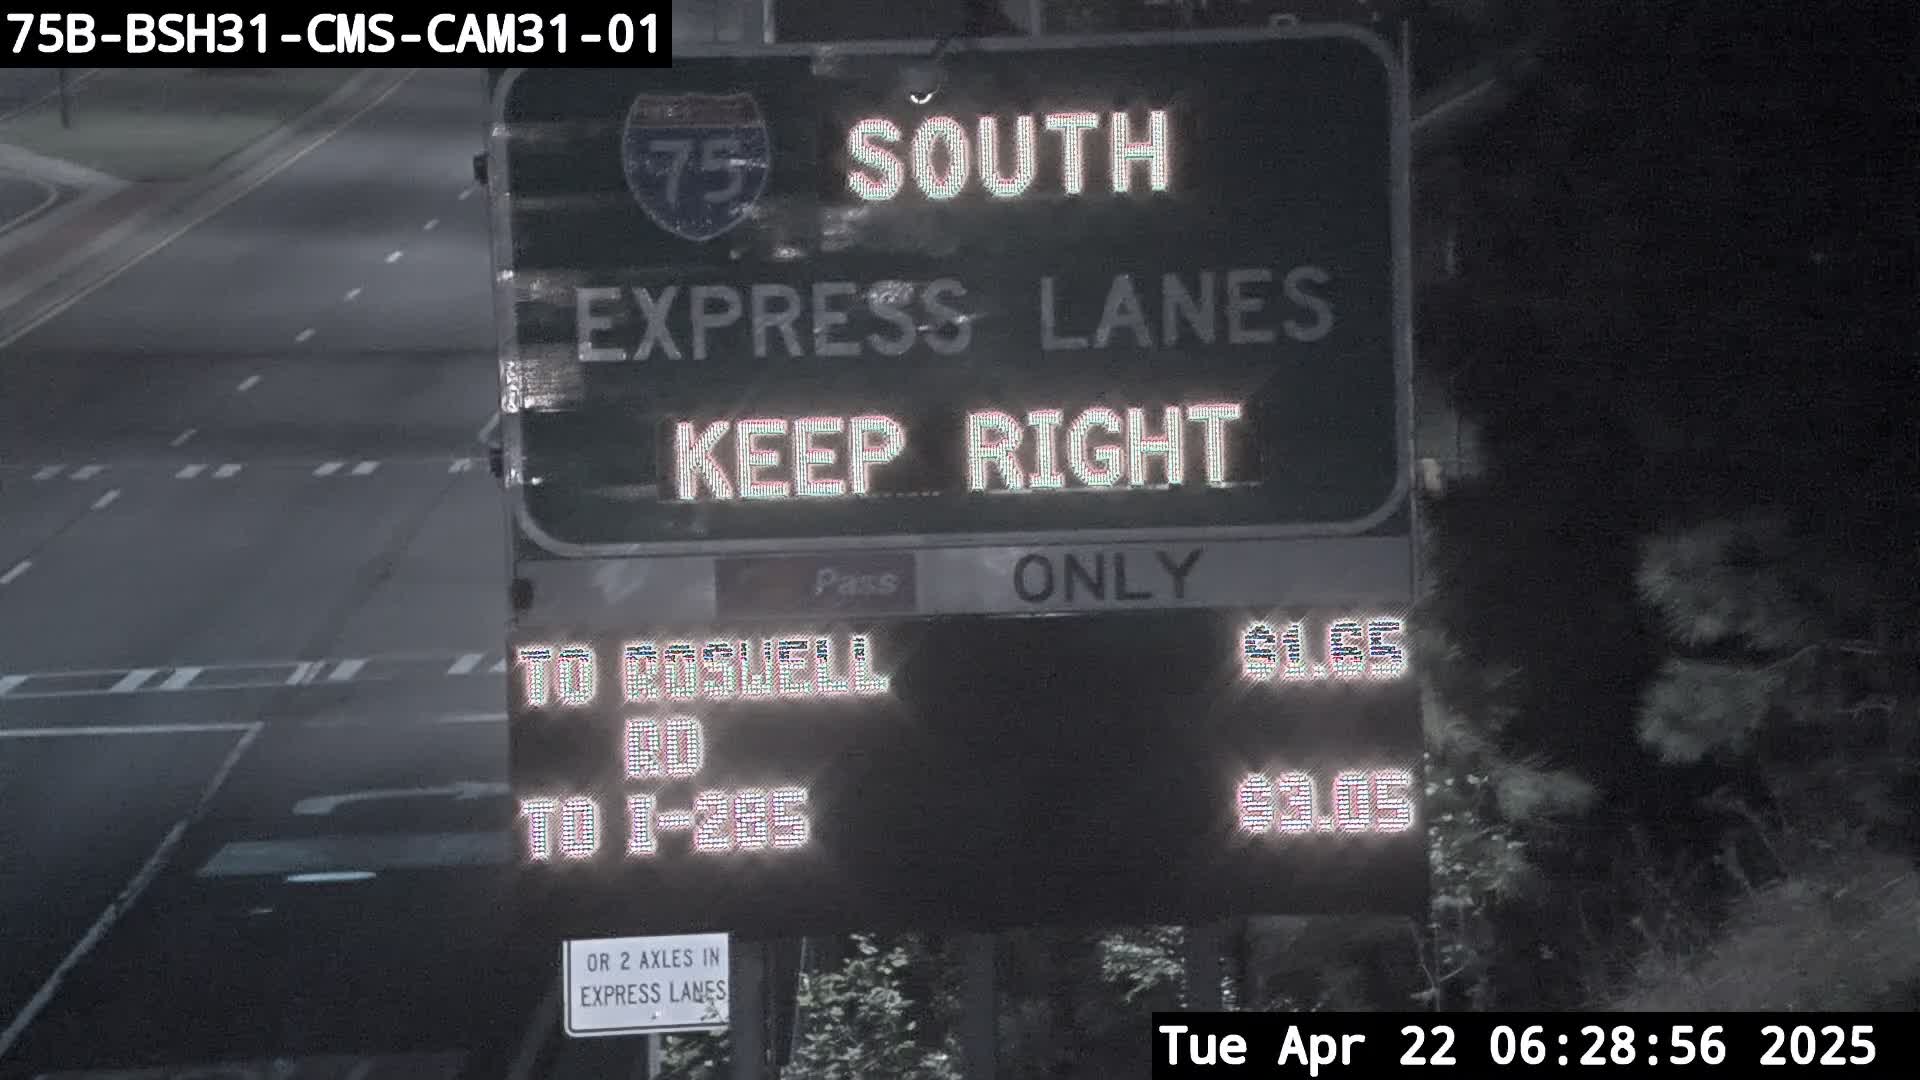 75B-BSH31-CMS-CAM31-01
75 SOUTH
EXPRESS LANES
KEEP RIGHT
Pass ONLY
TO ROSWELL $1.65
RD
TO I-285 $3.05
OR 2 AXLES IN
EXPRESS LANES
Tue Apr 22 06:28:56 2025